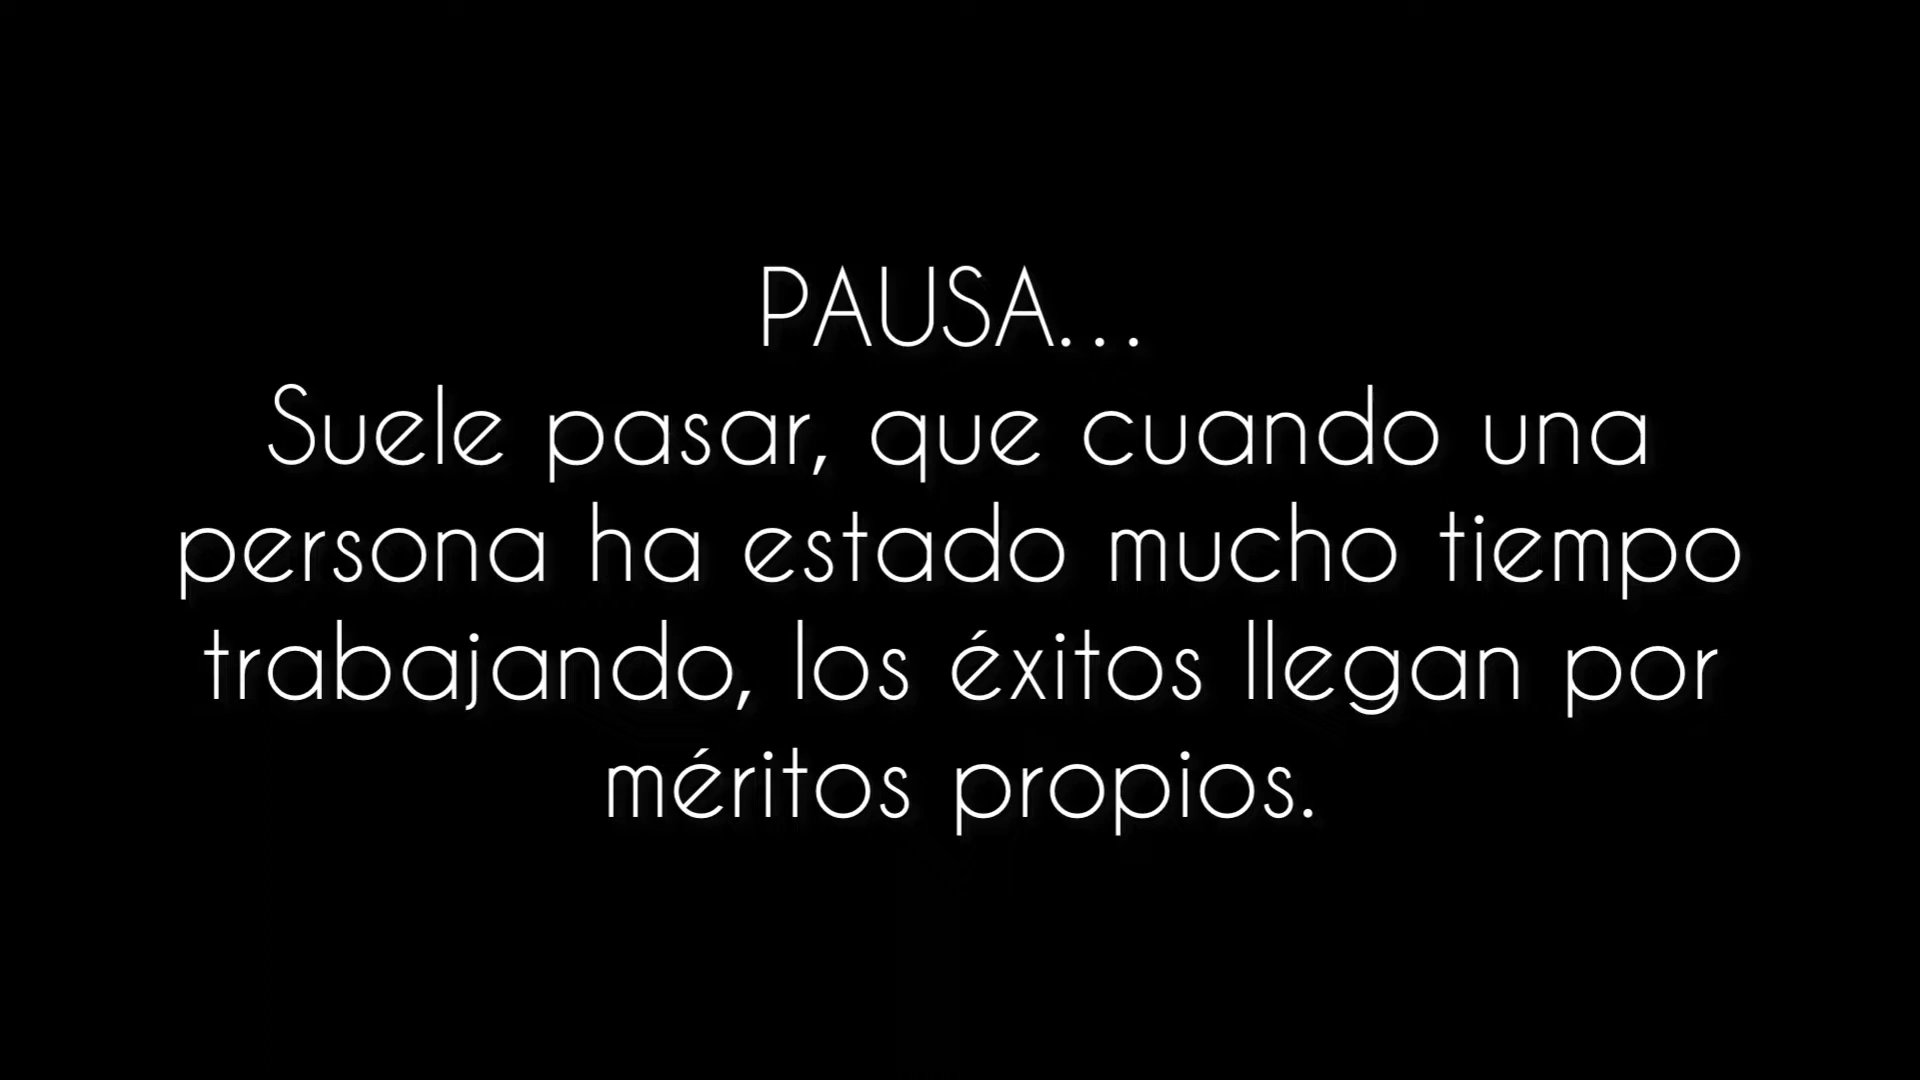 PAUSA...
Suele pasar, que cuando una
persona ha estado mucho tiempo
trabajando, los éxitos llegan por
méritos propios.